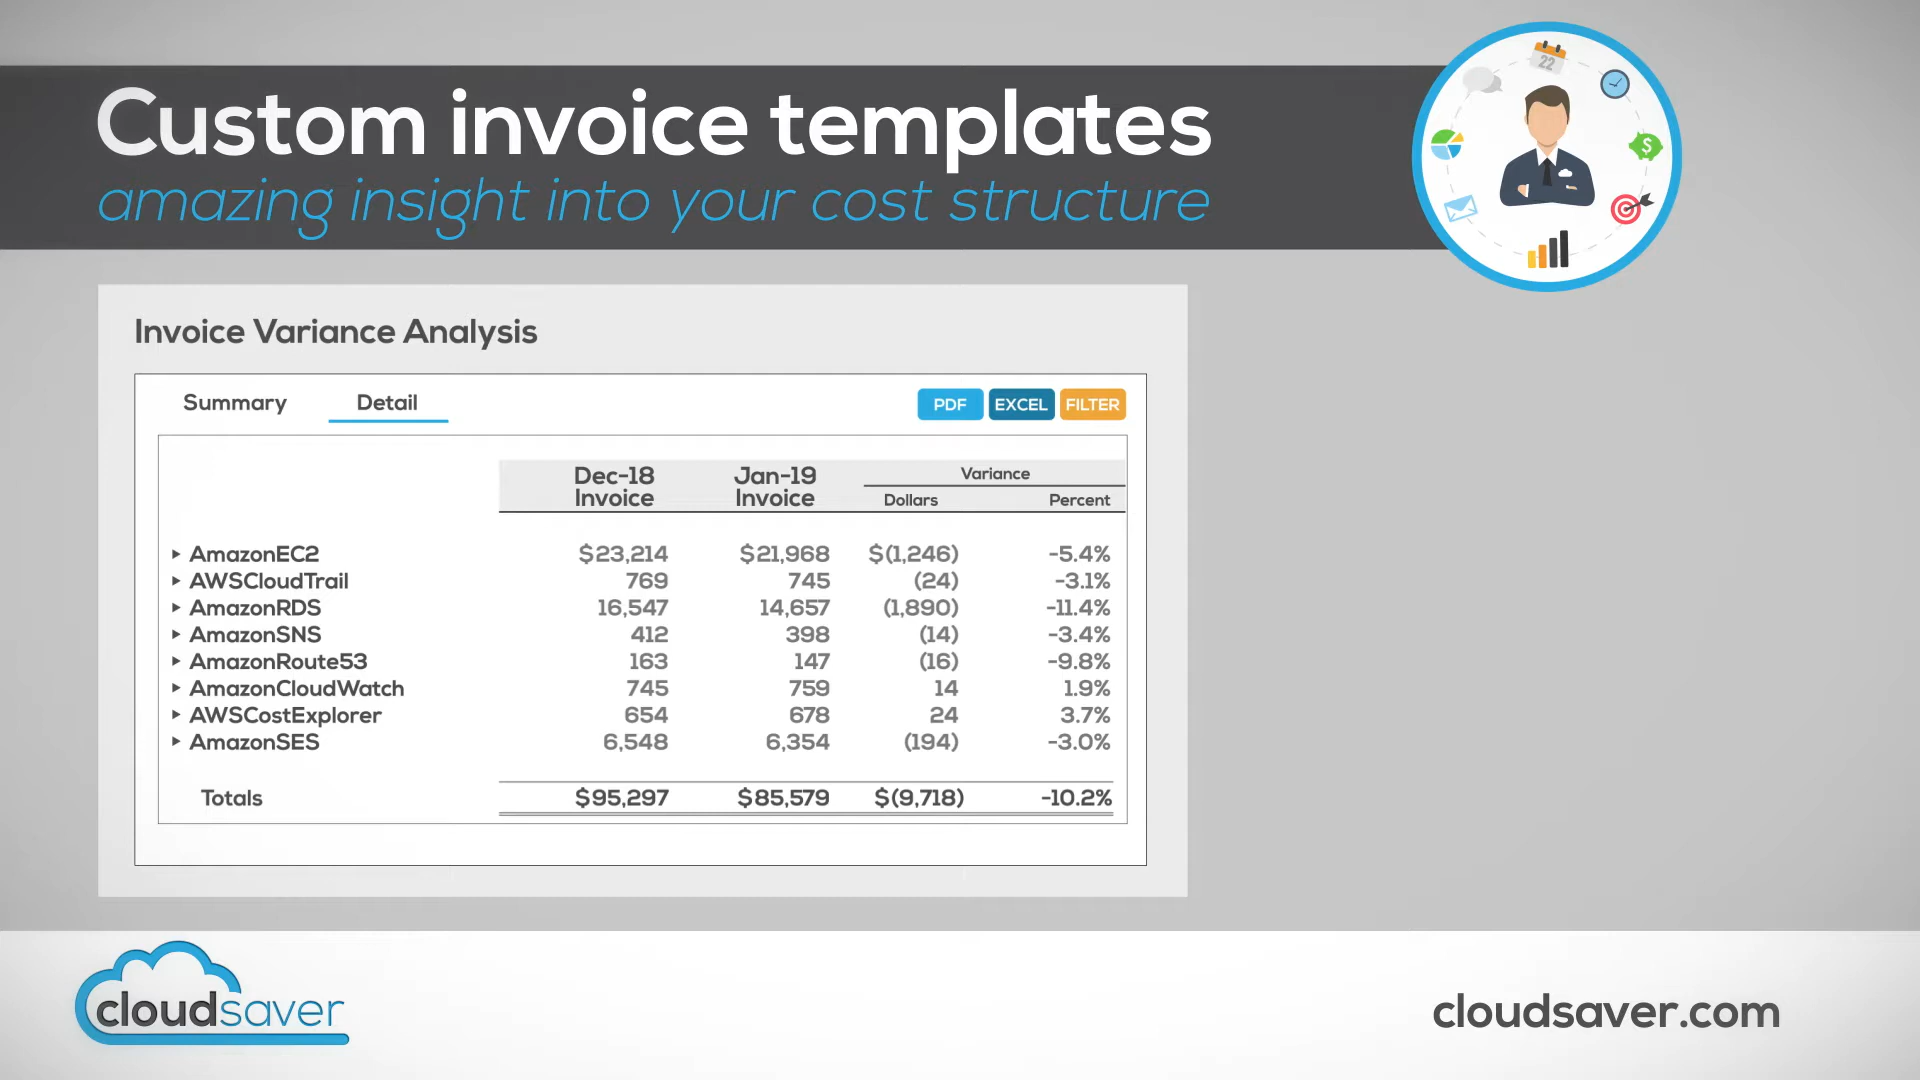 Custom invoice templates
amazing insight into your cost structure
22
$
Invoice Variance Analysis
Summary Detail PDF EXCEL FILTER
Dec-18 Invoice Jan-19 Invoice Variance
Dollars Percent
AmazonEC2 $23,214 $21,968 $(1,246) -5.4%
AWSCloudTrail 769 745 (24) -3.1%
AmazonRDS 16,547 14,657 (1,890) -11.4%
AmazonSNS 412 398 (14) -3.4%
AmazonRoute53 163 147 (16) -9.8%
AmazonCloudWatch 745 759 14 1.9%
AWSCostExplorer 654 678 24 3.7%
AmazonSES 6,548 6,354 (194) -3.0%
Totals $95,297 $85,579 $(9,718) -10.2%
cloudsaver
cloudsaver.com